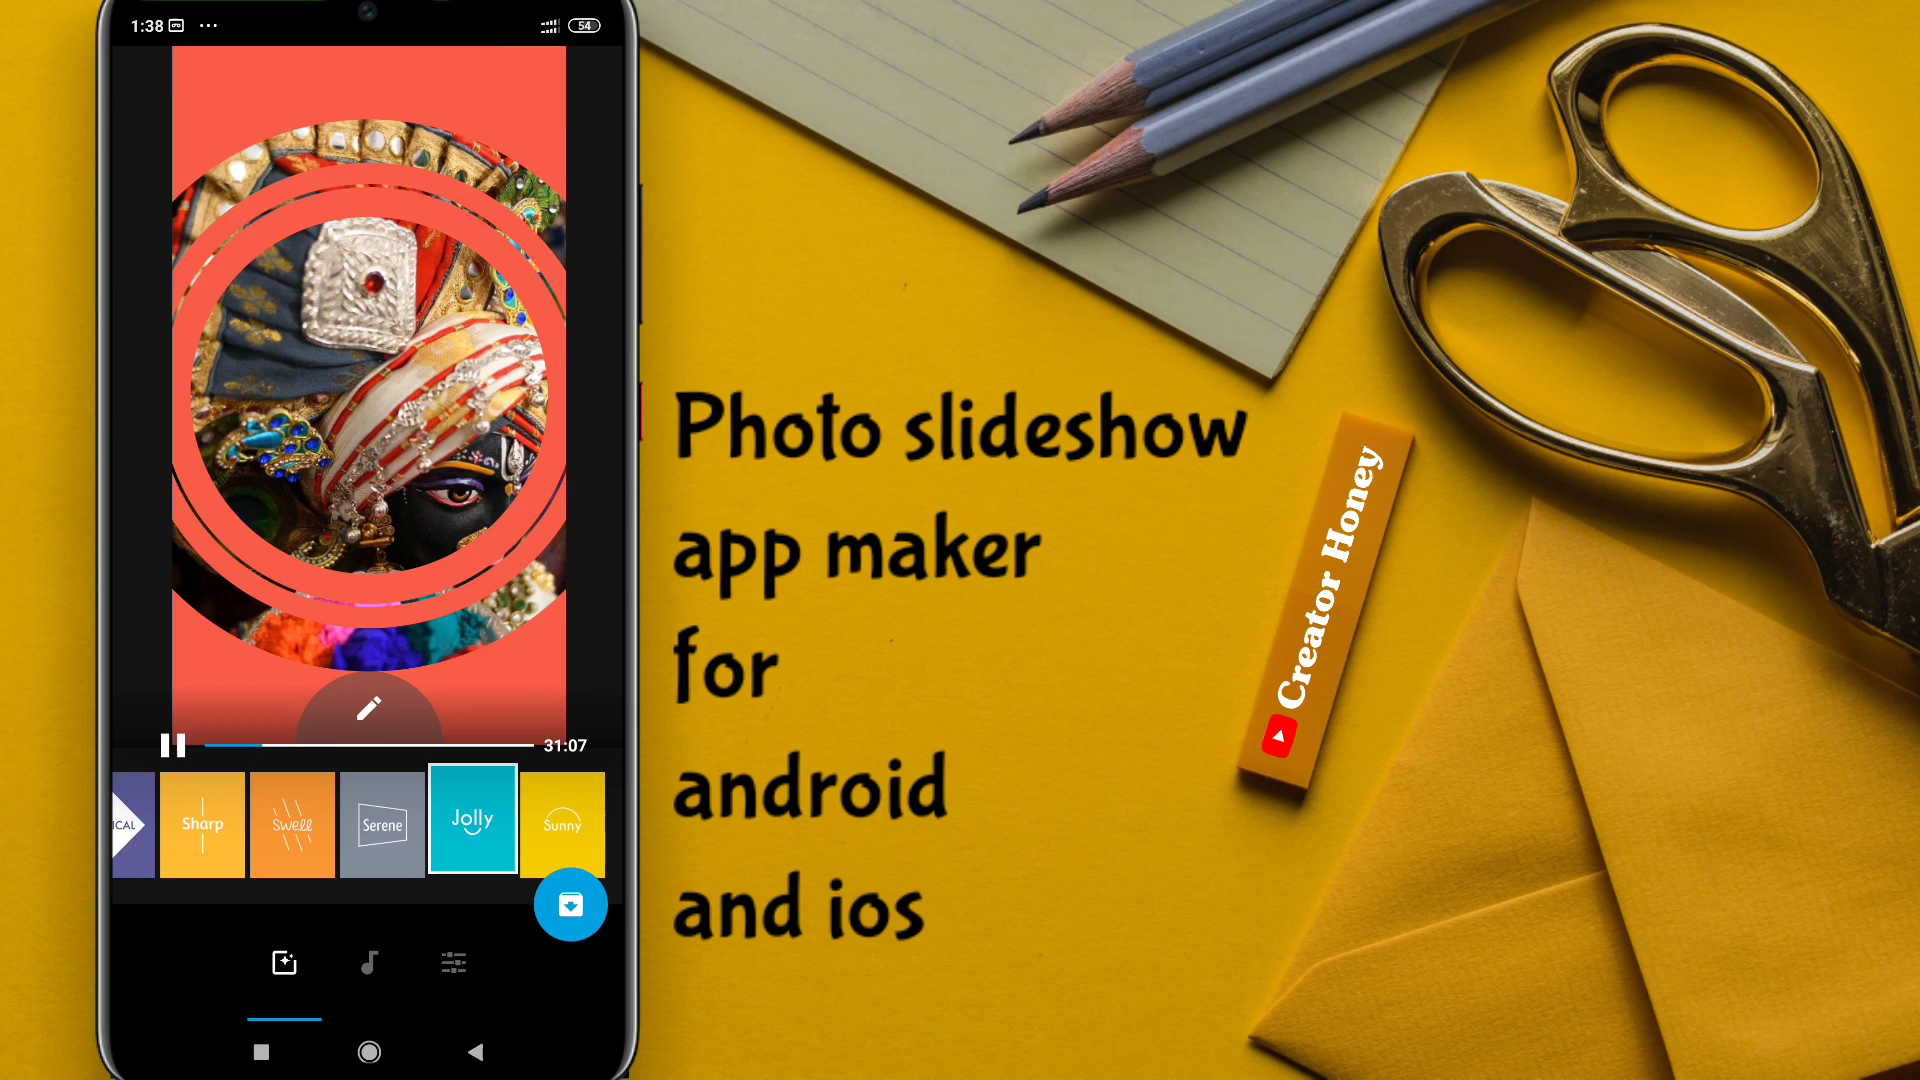 1:38
54
31:07
ICAL
Sharp
Swell
Serene
Jolly
Sunny
Photo slideshow
app maker
for
android
and ios
Creator Honey